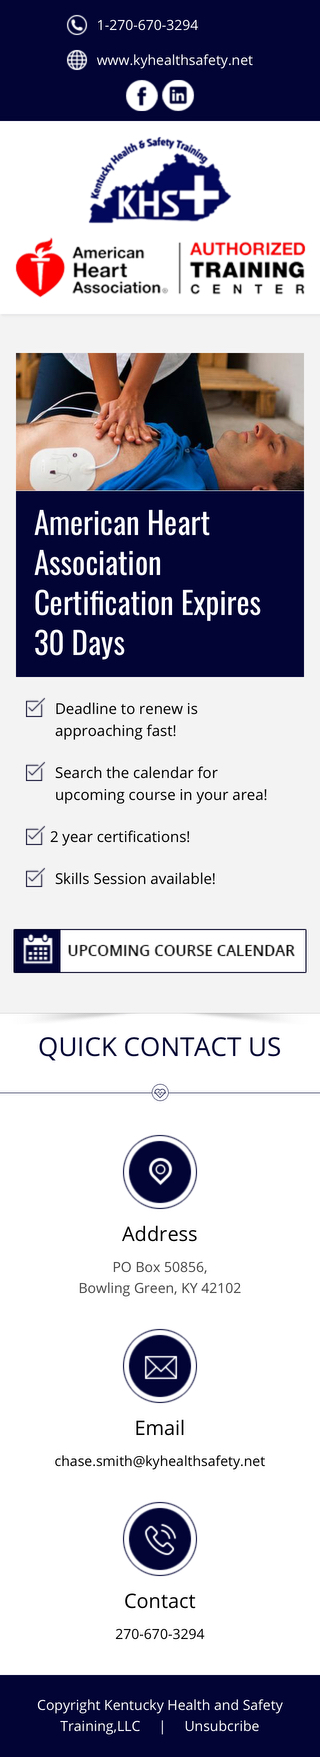 1-270-670-3294
www.kyhealthsafety.net
Kentucky Health & Safety Training
KHS
American
Heart
Association®
AUTHORIZED
TRAINING
CENTER
American Heart
Association
Certification Expires
30 Days
Deadline to renew is
approaching fast!
Search the calendar for
upcoming course in your area!
2 year certifications!
Skills Session available!
UPCOMING COURSE CALENDAR
QUICK CONTACT US
Address
PO Box 50856,
Bowling Green, KY 42102
Email
chase.smith@kyhealthsafety.net
Contact
270-670-3294
Copyright Kentucky Health and Safety
Training,LLC | Unsubcribe